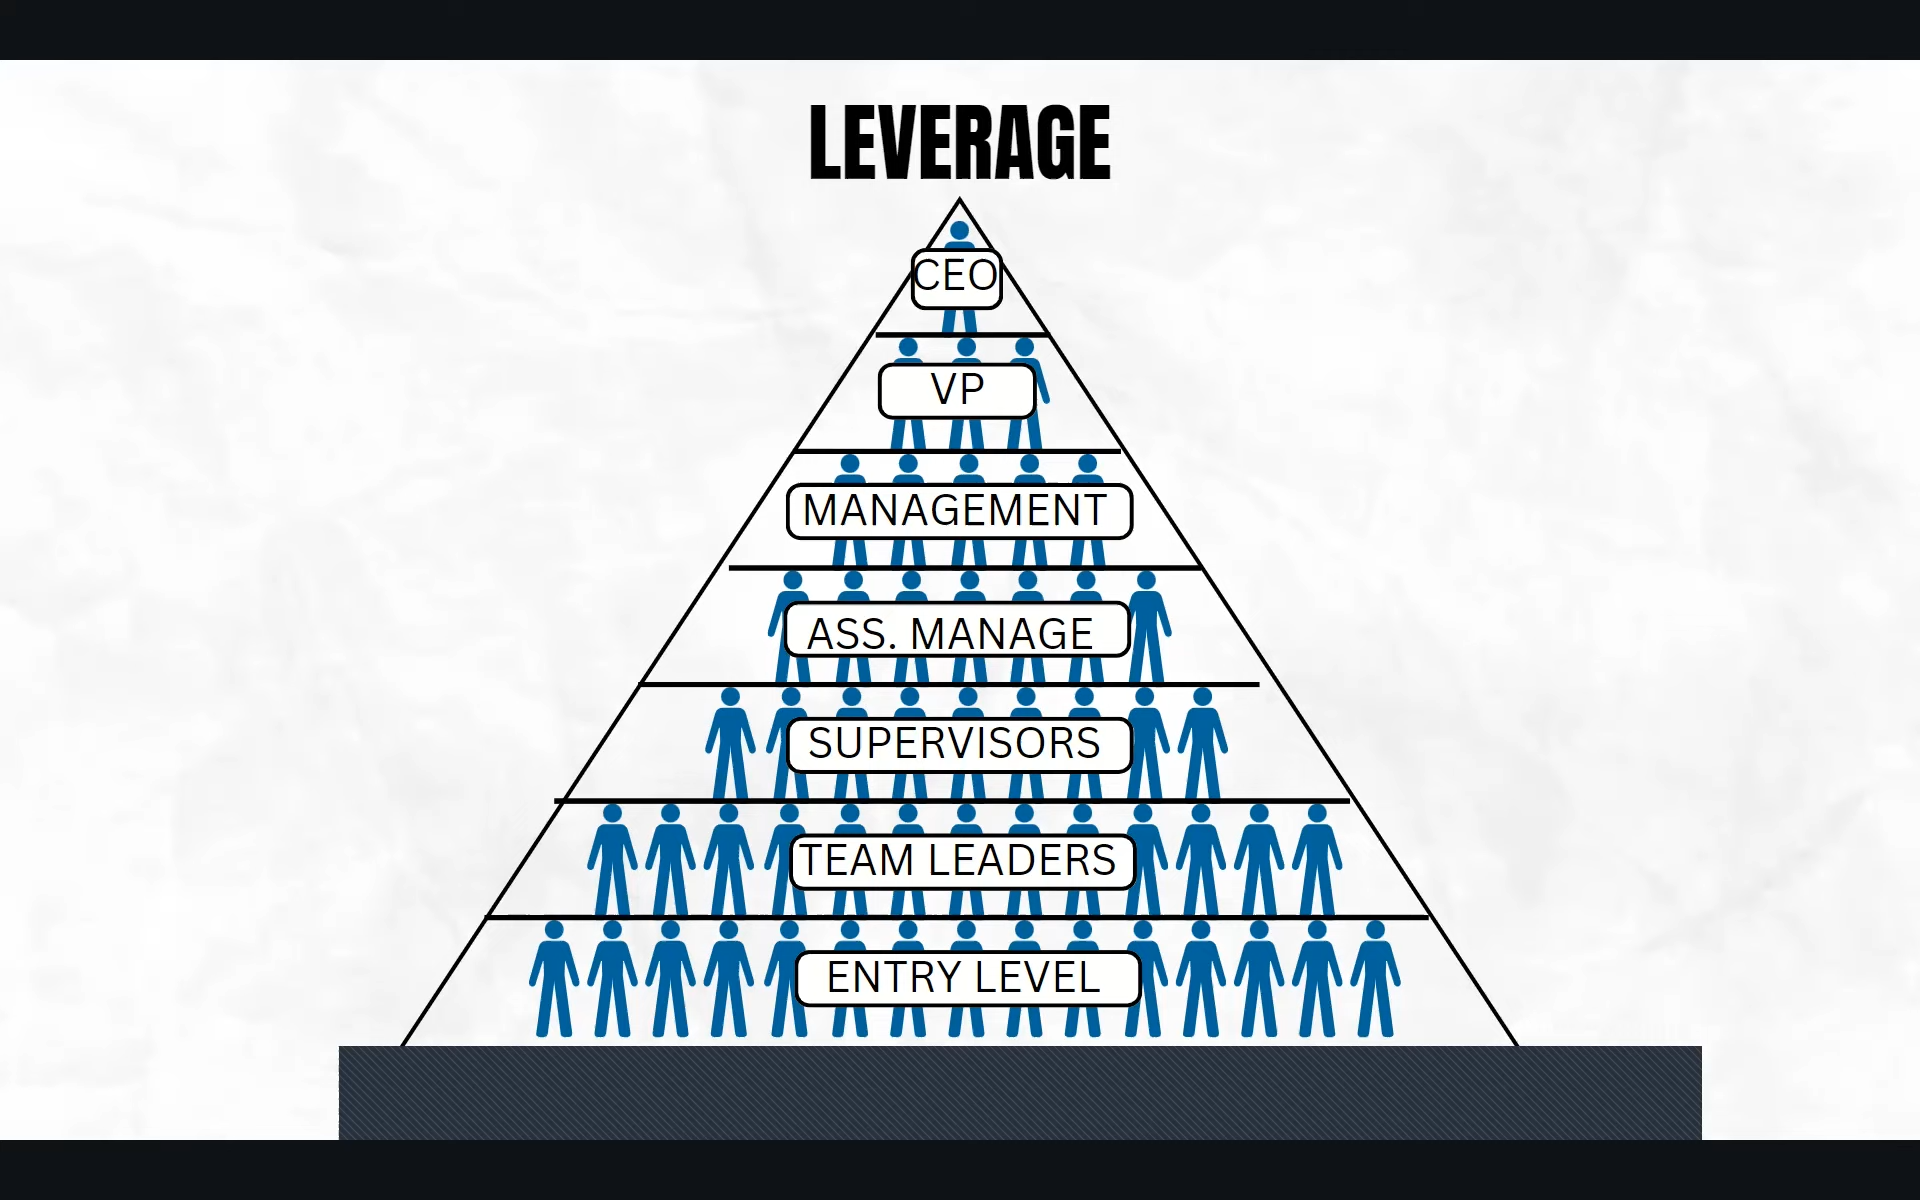 LEVERAGE
CEO
VP
MANAGEMENT
ASS. MANAGE
SUPERVISORS
TEAM LEADERS
ENTRY LEVEL